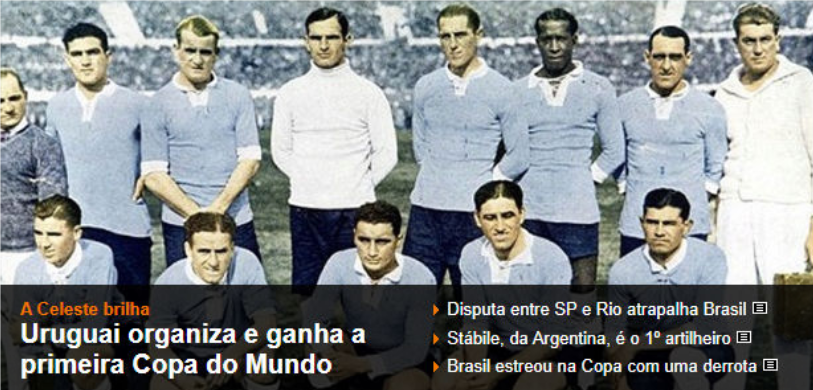 A Celeste brilha
Uruguai organiza e ganha a
primeira Copa do Mundo
Disputa entre SP e Rio atrapalha Brasil
Stábile, da Argentina, é o 1º artilheiro
Brasil estreou na Copa com uma derrota